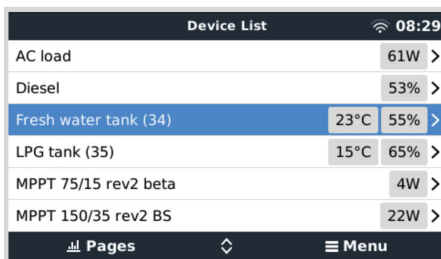 Device List 08:29
AC load 61W
Diesel 53%
Fresh water tank (34) 23°C 55%
LPG tank (35) 15°C 65%
MPPT 75/15 rev2 beta 4W
MPPT 150/35 rev2 BS 22W
Pages Menu